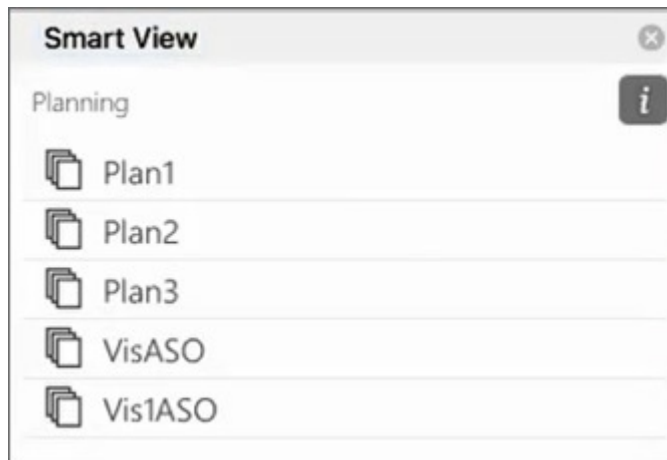 Smart View
Planning
i
Plan1
Plan2
Plan3
VisASO
Vis1ASO